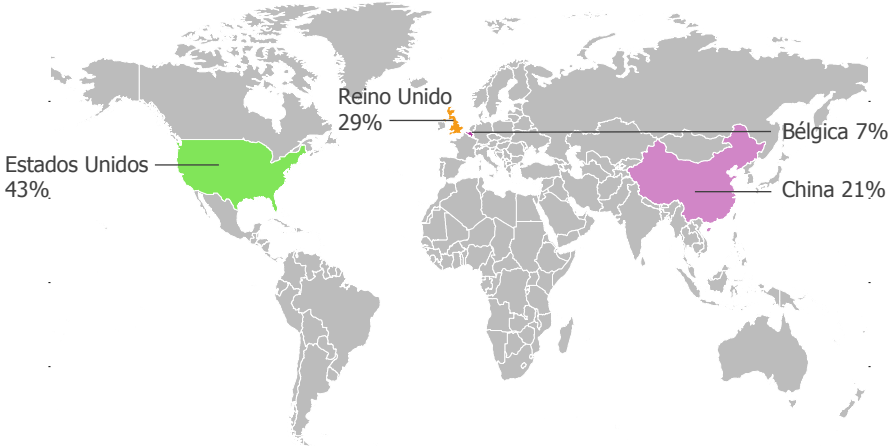 Reino Unido
29%
Bélgica 7%
Estados Unidos
43%
China 21%